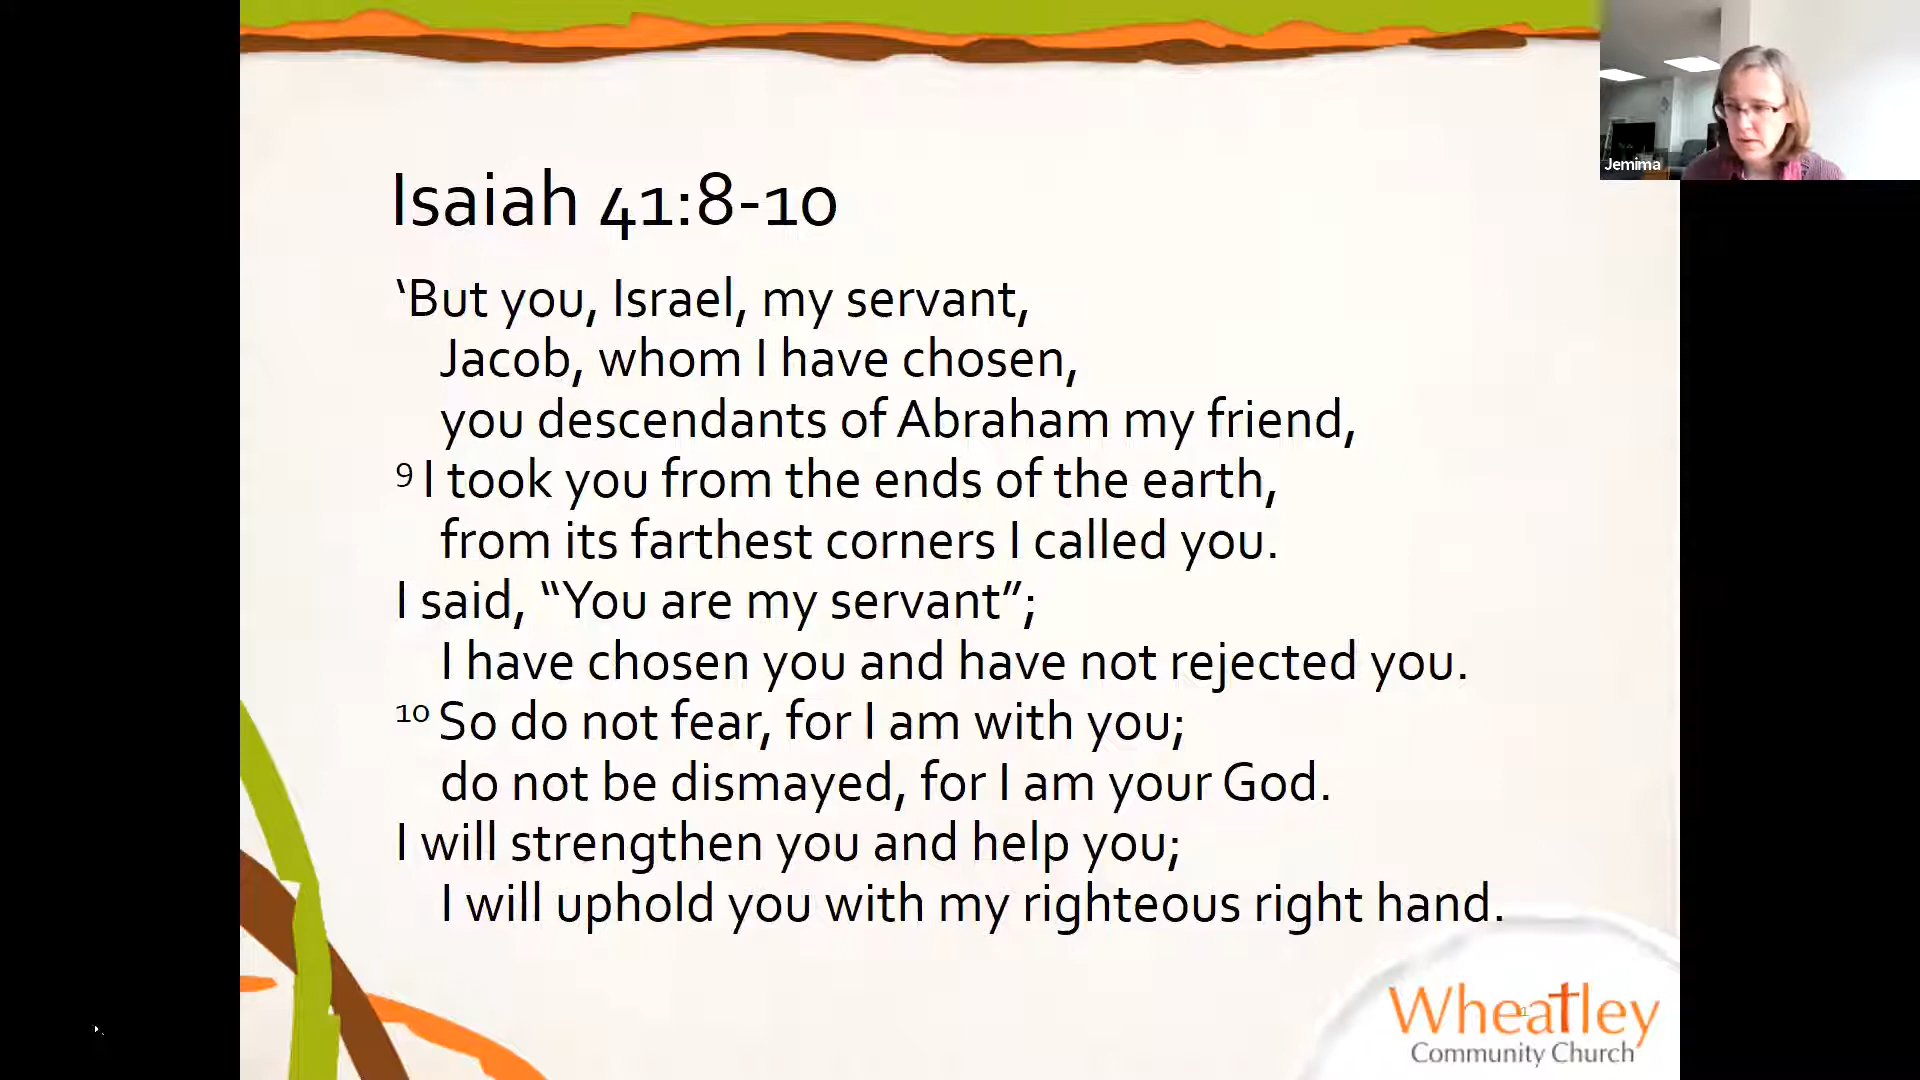 Jemima
Isaiah 41:8-10
‘But you, Israel, my servant,
Jacob, whom I have chosen,
you descendants of Abraham my friend,
9 I took you from the ends of the earth,
from its farthest corners I called you.
I said, “You are my servant”;
I have chosen you and have not rejected you.
10 So do not fear, for I am with you;
do not be dismayed, for I am your God.
I will strengthen you and help you;
I will uphold you with my righteous right hand.
Wheatley
Community Church